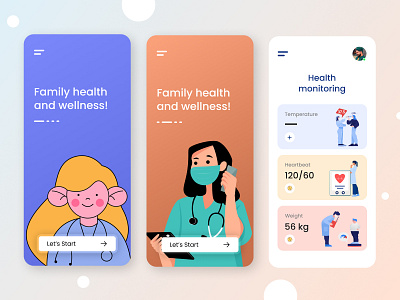 Family health
and wellness!
Let's Start
Family health
and wellness!
Let's Start
Health
monitoring
Temperature
Heartbeat
120/60
Weight
56 kg